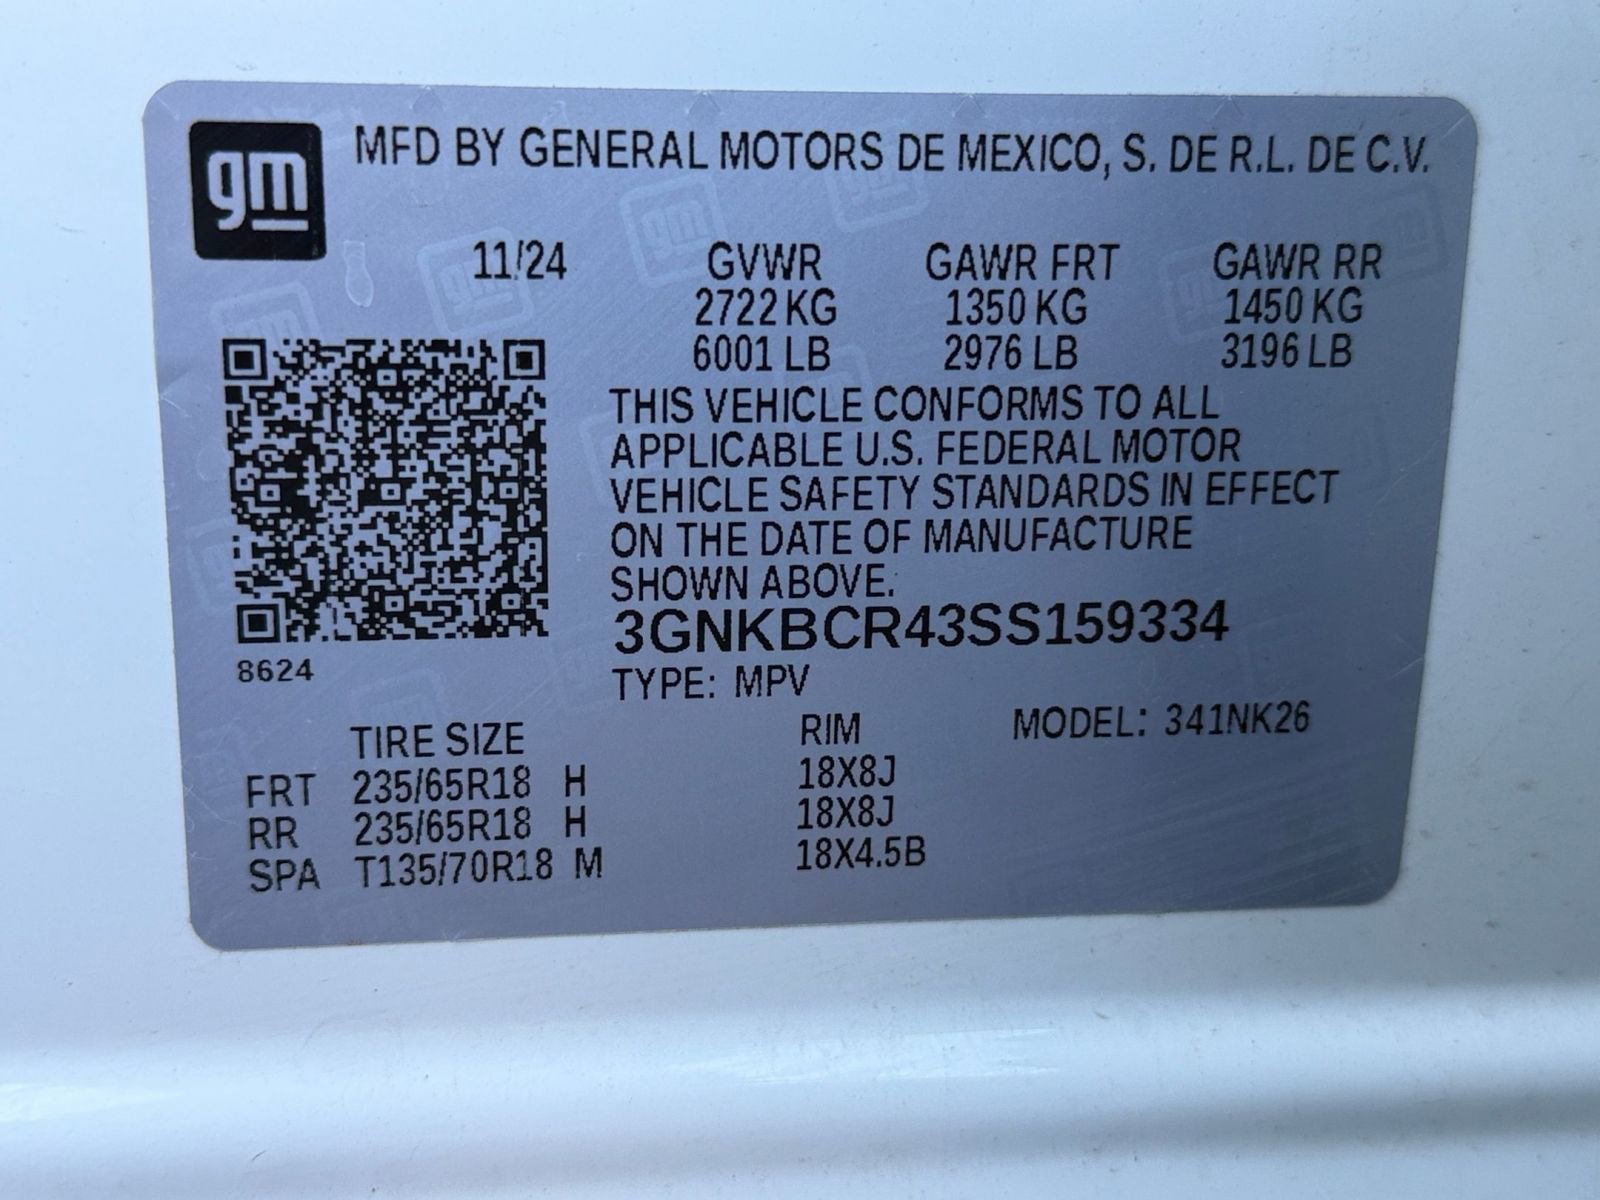 gm
MFD BY GENERAL MOTORS DE MEXICO, S. DE R.L. DE C.V.
11/24 GVWR GAWR FRT GAWR RR
2722 KG 1350 KG 1450 KG
6001 LB 2976 LB 3196 LB
THIS VEHICLE CONFORMS TO ALL
APPLICABLE U.S. FEDERAL MOTOR
VEHICLE SAFETY STANDARDS IN EFFECT
ON THE DATE OF MANUFACTURE
SHOWN ABOVE.
3GNKBCR43SS159334
8624
TYPE: MPV
TIRE SIZE RIM MODEL: 341NK26
FRT 235/65R18 H 18X8J
RR 235/65R18 H 18X8J
SPA T135/70R18 M 18X4.5B